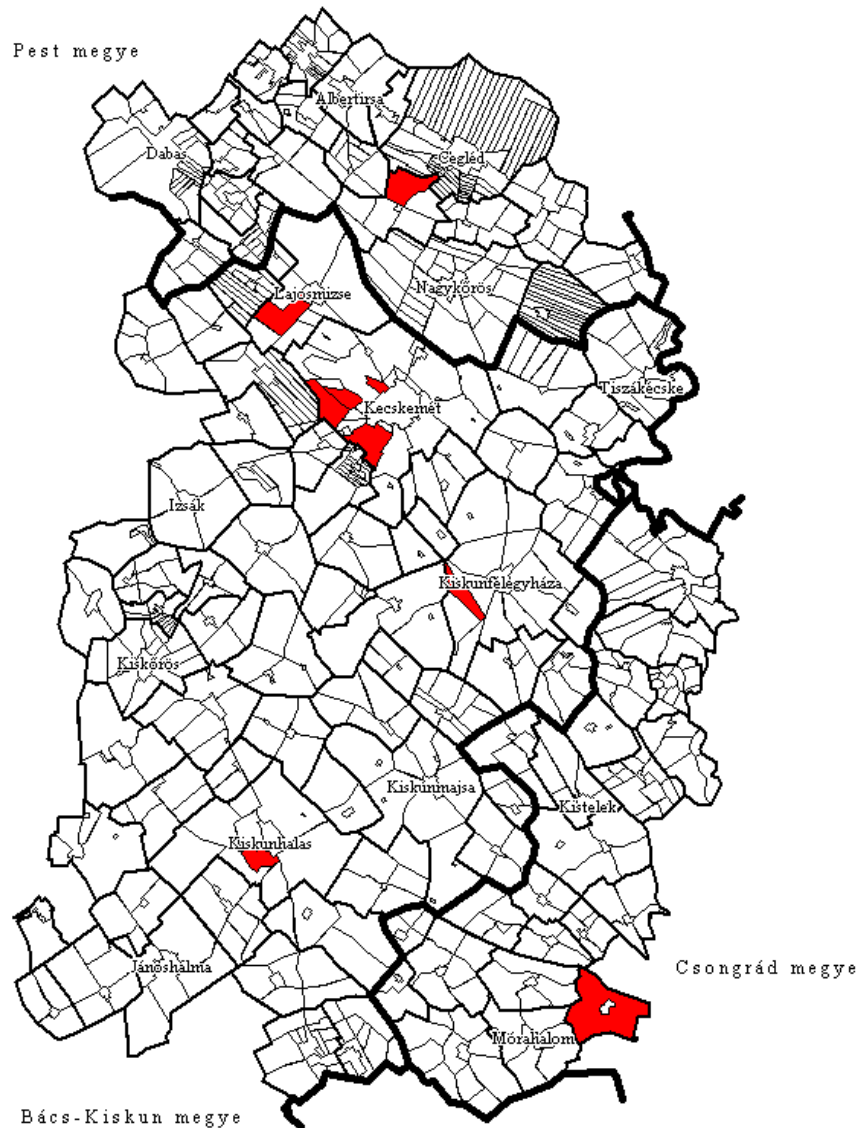 Pest megye
Albertirsa
Dabas
Cegléd
Lajosmizse
Nagykőrös
Tiszakécske
Kecskemét
Izsák
Kiskunfélegyháza
Kiskőrös
Kiskunmajsa
Kistelek
Kiskunhalas
Jánoshalma
Csongrád megye
Mórahalom
Bács-Kiskun megye